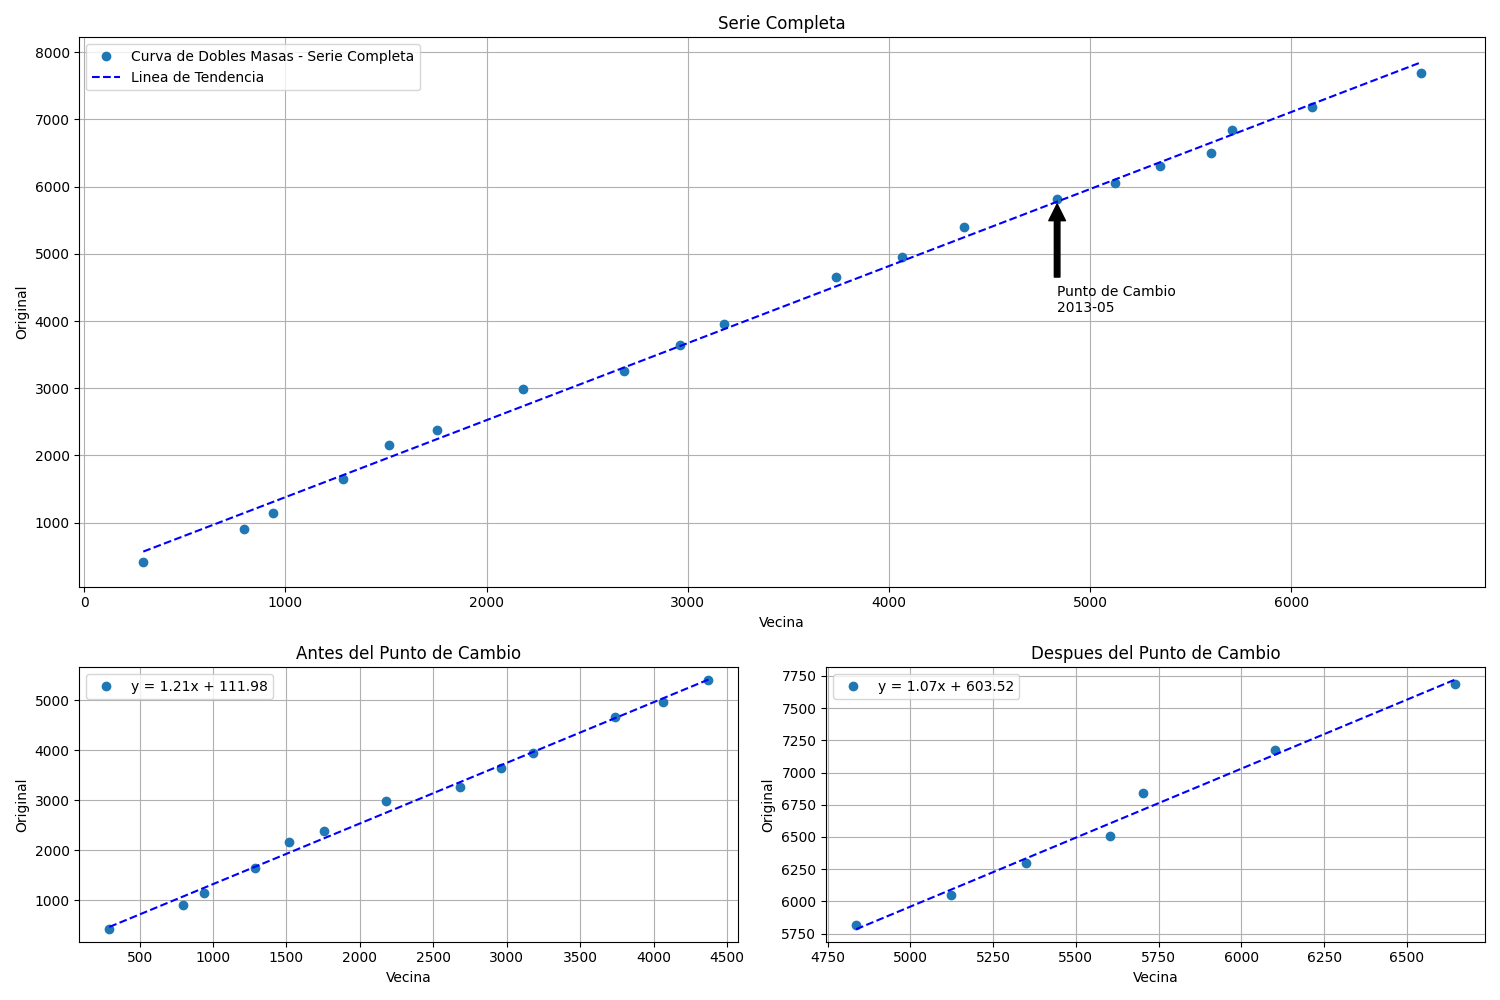 Serie Completa
Curva de Dobles Masas - Serie Completa
Linea de Tendencia
8000
7000
6000
5000
4000
3000
2000
1000
Original
Punto de Cambio
2013-05
0 1000 2000 3000 4000 5000 6000
Vecina
Antes del Punto de Cambio
y = 1.21x + 111.98
5000
4000
3000
2000
1000
Original
500 1000 1500 2000 2500 3000 3500 4000 4500
Vecina
Despues del Punto de Cambio
y = 1.07x + 603.52
7750
7500
7250
7000
6750
6500
6250
6000
5750
Original
4750 5000 5250 5500 5750 6000 6250 6500
Vecina